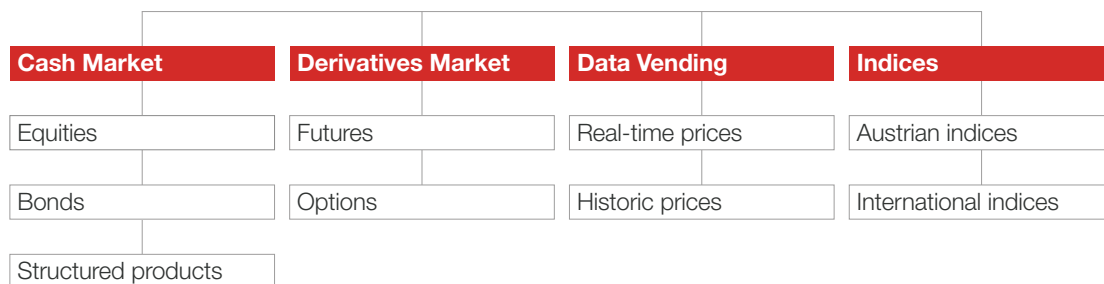 Cash Market
Derivatives Market
Data Vending
Indices
Equities
Futures
Real-time prices
Austrian indices
Bonds
Options
Historic prices
International indices
Structured products